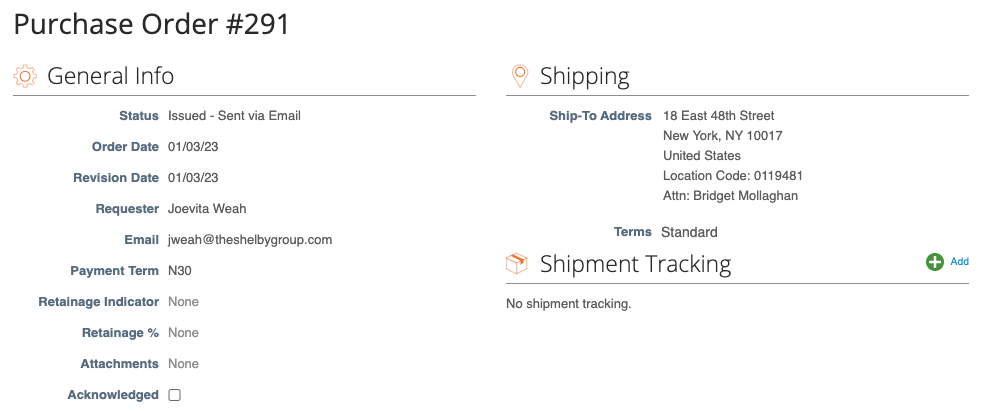 Purchase Order #291
General Info
Status Issued - Sent via Email
Order Date 01/03/23
Revision Date 01/03/23
Requester Joevita Weah
Email jweah@theshelbygroup.com
Payment Term N30
Retainage Indicator None
Retainage % None
Attachments None
Acknowledged
Shipping
Ship-To Address 18 East 48th Street
New York, NY 10017
United States
Location Code: 0119481
Attn: Bridget Mollaghan
Terms Standard
Shipment Tracking Add
No shipment tracking.